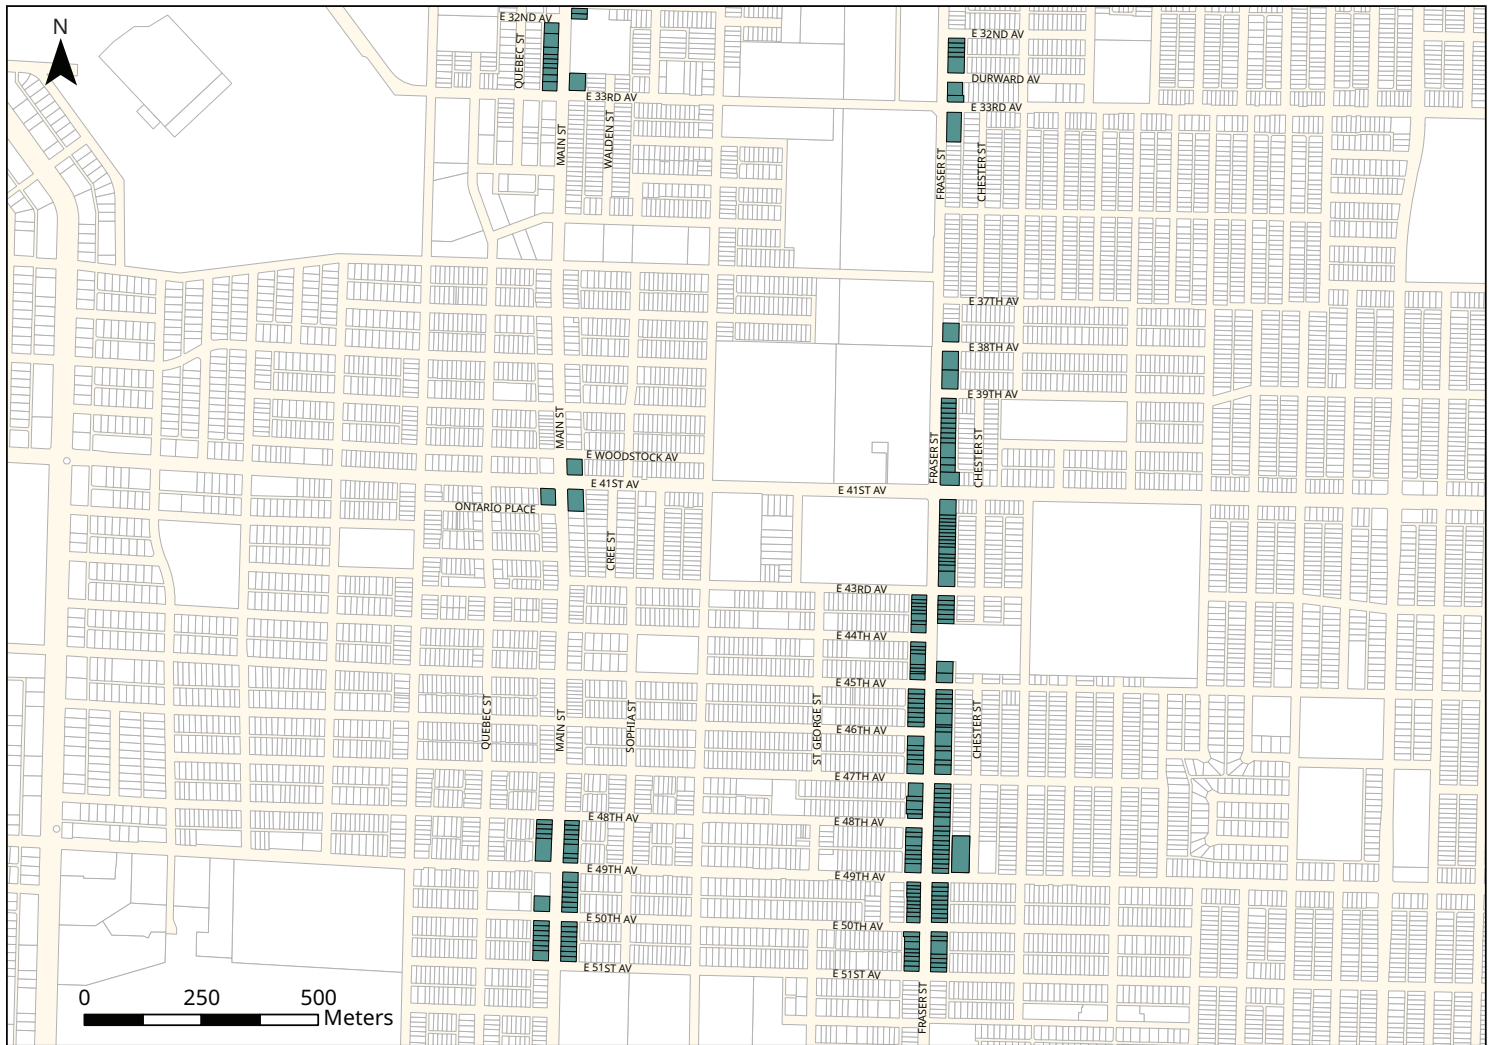 E 32ND AV
N
QUEBEC ST
E 32ND AV
DURWARD AV
E 33RD AV
E 33RD AV
MAIN ST
WALDEN ST
FRASER ST
CHESTER ST
E 37TH AV
E 38TH AV
E 39TH AV
MAIN ST
FRASER ST
CHESTER ST
E WOODSTOCK AV
E 41ST AV
E 41ST AV
ONTARIO PLACE
CREE ST
E 43RD AV
E 44TH AV
E 45TH AV
QUEBEC ST
MAIN ST
SOPHIA ST
ST GEORGE ST
CHESTER ST
E 46TH AV
E 47TH AV
E 48TH AV
E 48TH AV
E 49TH AV
E 49TH AV
E 50TH AV
E 50TH AV
E 51ST AV
E 51ST AV
FRASER ST
0 250 500
Meters